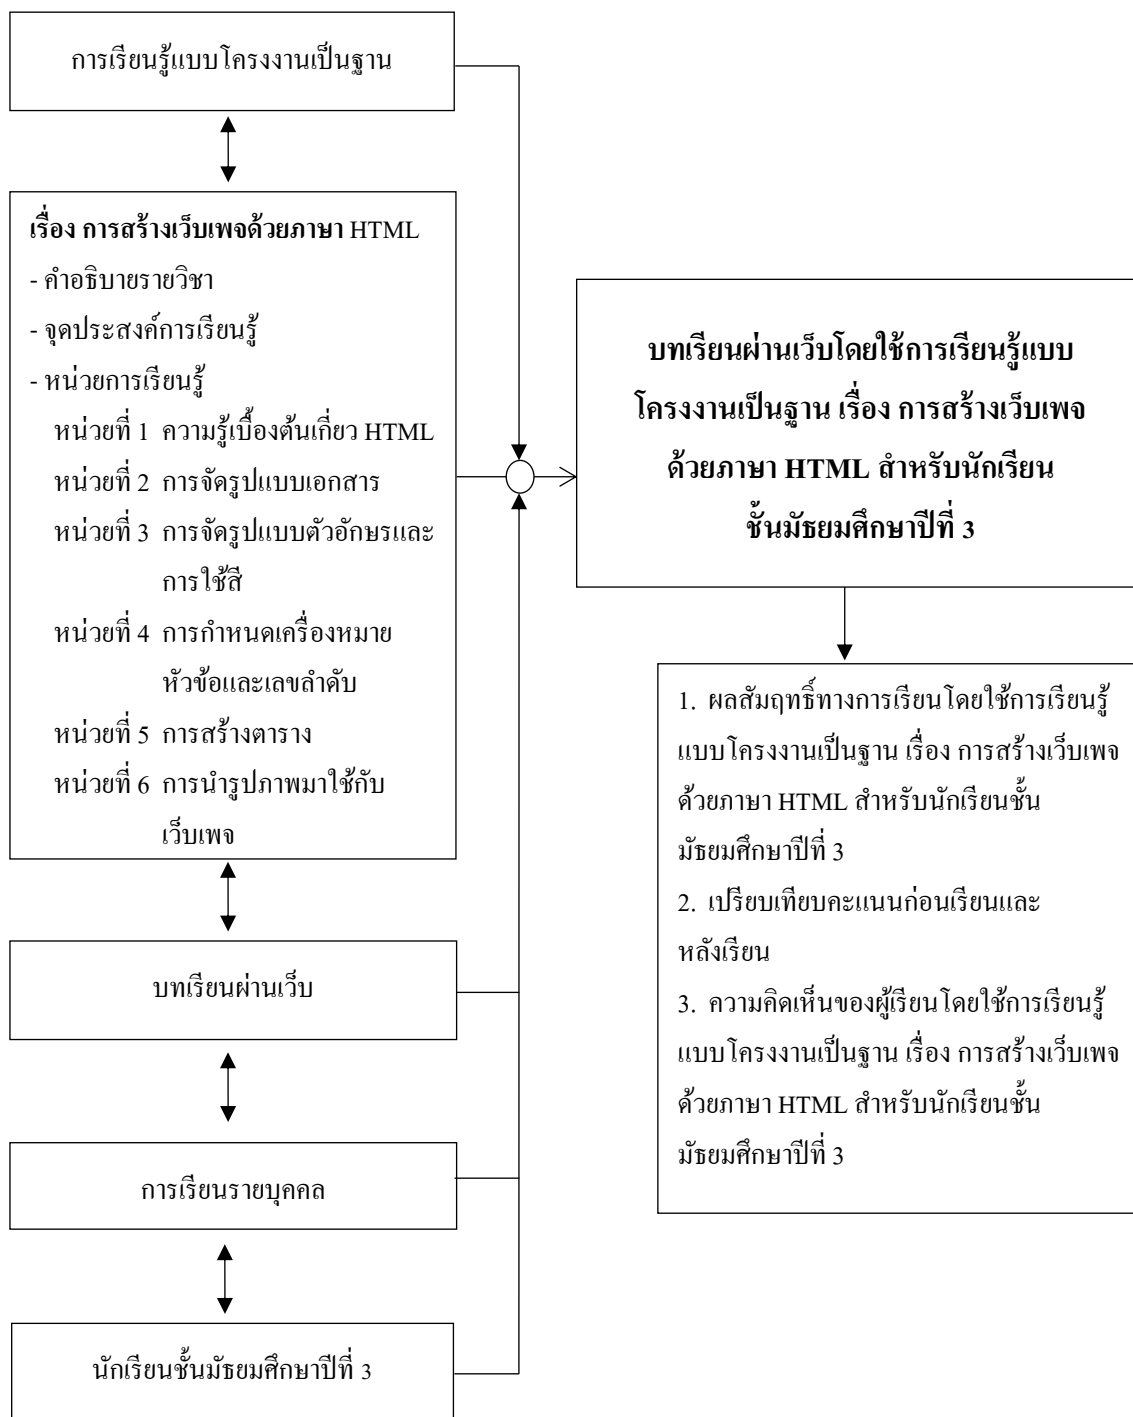 การเรียนรู้แบบโครงงานเป็นฐาน
เรื่อง การสร้างเว็บเพจด้วยภาษา HTML
- คำอธิบายรายวิชา
- จุดประสงค์การเรียนรู้
- หน่วยการเรียนรู้
หน่วยที่ 1 ความรู้เบื้องต้นเกี่ยว HTML
หน่วยที่ 2 การจัดรูปแบบเอกสาร
หน่วยที่ 3 การจัดรูปแบบตัวอักษรและ
การใช้สี
หน่วยที่ 4 การกำหนดเครื่องหมาย
หัวข้อและเลขลำดับ
หน่วยที่ 5 การสร้างตาราง
หน่วยที่ 6 การนำรูปภาพมาใช้กับ
เว็บเพจ
บทเรียนผ่านเว็บ
การเรียนรายบุคคล
นักเรียนชั้นมัธยมศึกษาปีที่ 3
บทเรียนผ่านเว็บโดยใช้การเรียนรู้แบบ
โครงงานเป็นฐาน เรื่อง การสร้างเว็บเพจ
ด้วยภาษา HTML สำหรับนักเรียน
ชั้นมัธยมศึกษาปีที่ 3
1. ผลสัมฤทธิ์ทางการเรียนโดยใช้การเรียนรู้
แบบโครงงานเป็นฐาน เรื่อง การสร้างเว็บเพจ
ด้วยภาษา HTML สำหรับนักเรียนชั้น
มัธยมศึกษาปีที่ 3
2. เปรียบเทียบคะแนนก่อนเรียนและ
หลังเรียน
3. ความคิดเห็นของผู้เรียนโดยใช้การเรียนรู้
แบบโครงงานเป็นฐาน เรื่อง การสร้างเว็บเพจ
ด้วยภาษา HTML สำหรับนักเรียนชั้น
มัธยมศึกษาปีที่ 3